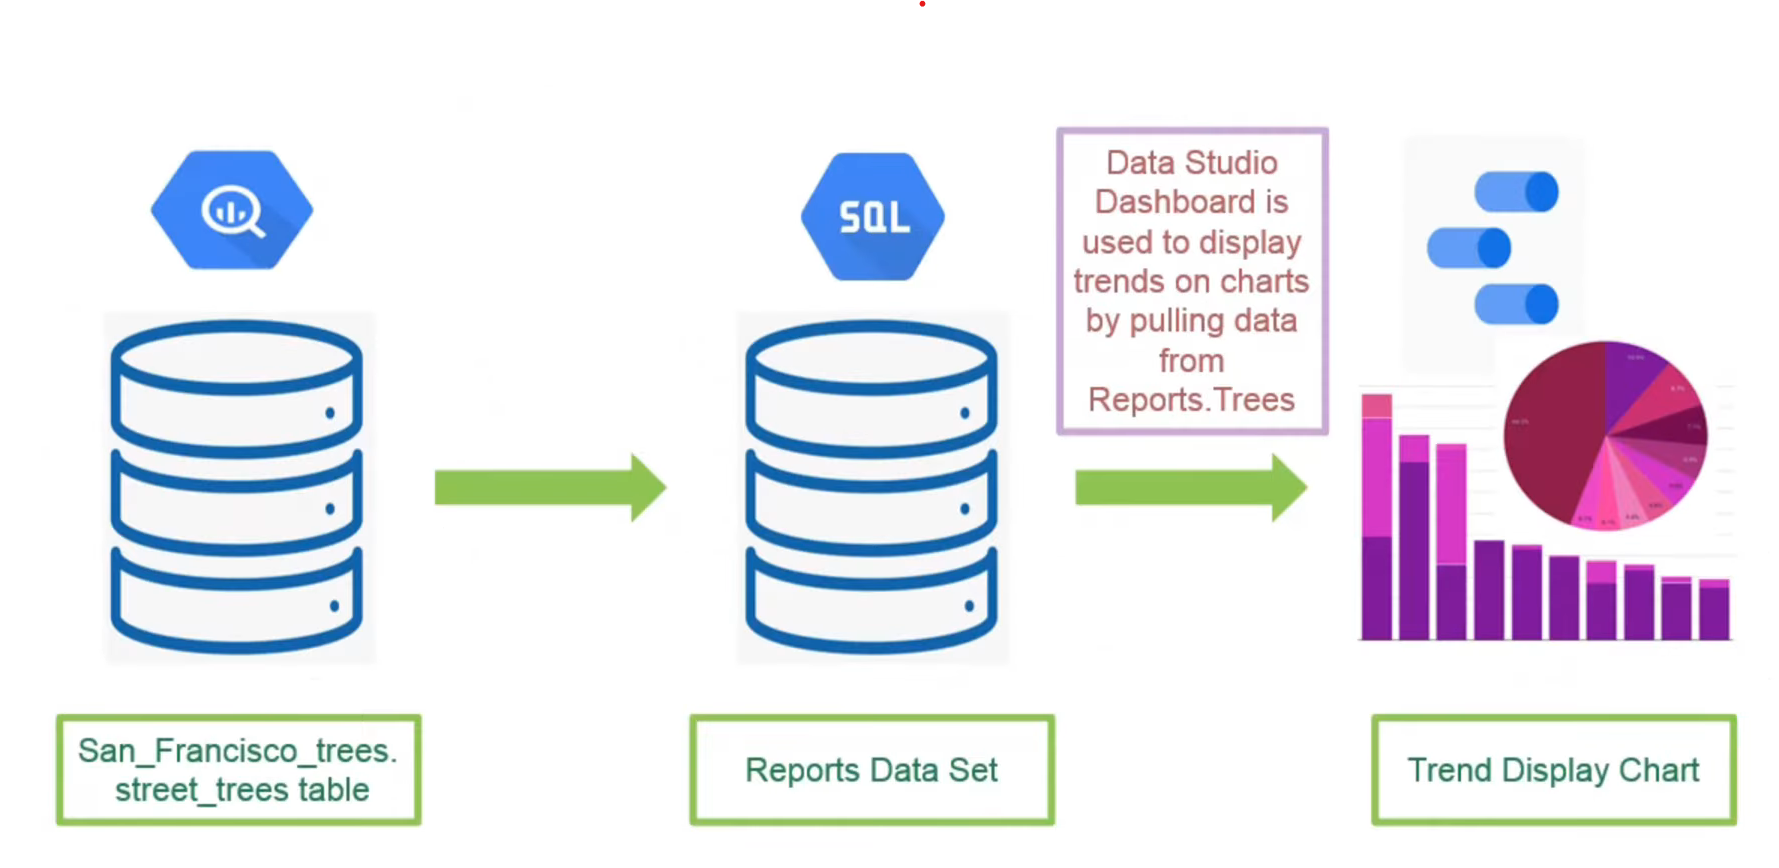 SQL
Data Studio
Dashboard is
used to display
trends on charts
by pulling data
from
Reports.Trees
San_Francisco_trees.
street_trees table
Reports Data Set
Trend Display Chart